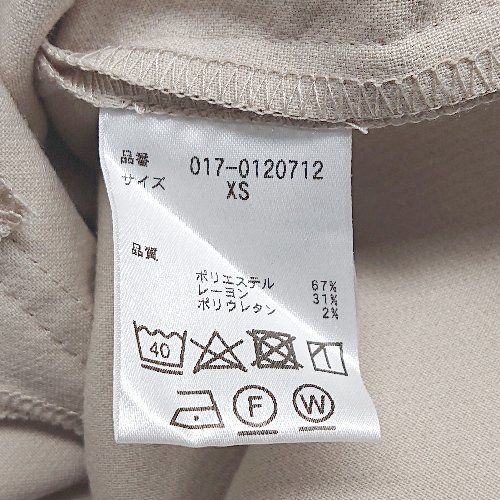 品番 017-0120712
サイズ XS
品質
ポリエステル 67%
レーヨン 31%
ポリウレタン 2%
40
F W